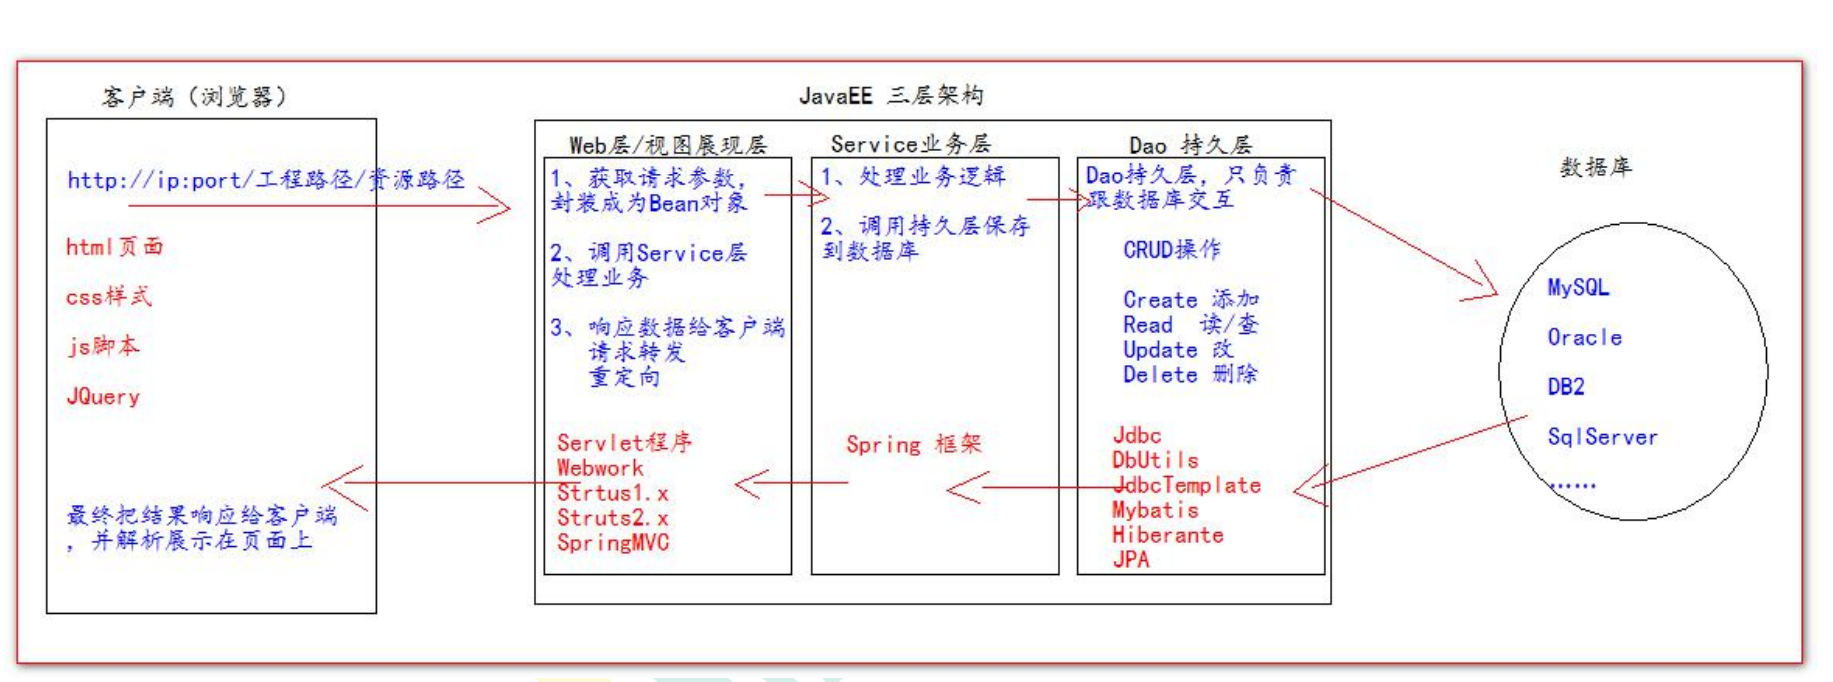 客户端（浏览器）
http://ip:port/工程路径/资源路径
html页面
css样式
js脚本
JQuery
最终把结果响应给客户端
，并解析展示在页面上
JavaEE 三层架构
Web层/视图展现层
1、获取请求参数，
封装成为Bean对象
2、调用Service层
处理业务
3、响应数据给客户端
请求转发
重定向
Servlet程序
Webwork
Strtus1.x
Struts2.x
SpringMVC
Service业务层
1、处理业务逻辑
2、调用持久层保存
到数据库
Spring 框架
Dao 持久层
Dao持久层，只负责
跟数据库交互
CRUD操作
Create 添加
Read 读/查
Update 改
Delete 删除
Jdbc
DbUtils
JdbcTemplate
Mybatis
Hiberante
JPA
数据库
MySQL
Oracle
DB2
SqlServer
......